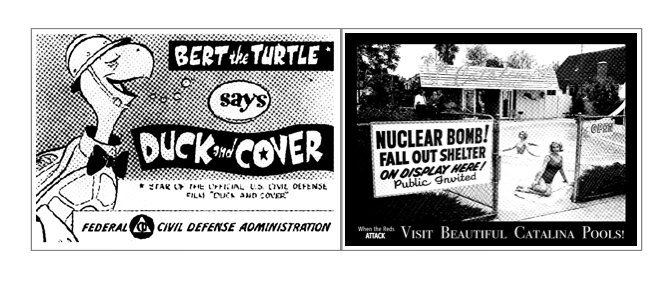 BERT the TURTLE *
says
DUCK and COVER
* STAR OF THE OFFICIAL U.S. CIVIL DEFENSE
FILM "DUCK AND COVER"
FEDERAL CD CIVIL DEFENSE ADMINISTRATION
NUCLEAR BOMB!
FALL OUT SHELTER
ON DISPLAY HERE!
Public Invited
OPEN
When the Reds
ATTACK
VISIT BEAUTIFUL CATALINA POOLS!